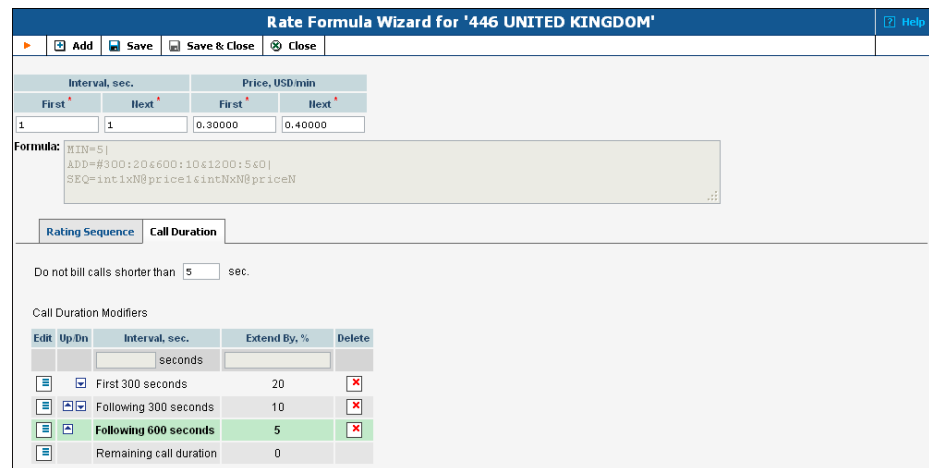 Rate Formula Wizard for '446 UNITED KINGDOM'
? Help
Add Save Save & Close Close
Interval, sec. Price, USD/min
First * Next * First * Next *
1 1 0.30000 0.40000
Formula: MIN=5|
ADD=#300:20&600:10&1200:5&0|
SEQ=int1xN@price1&intNxN@priceN
Rating Sequence Call Duration
Do not bill calls shorter than 5 sec.
Call Duration Modifiers
Edit Up/Dn Interval, sec. Extend By, % Delete
seconds
First 300 seconds 20
Following 300 seconds 10
Following 600 seconds 5
Remaining call duration 0